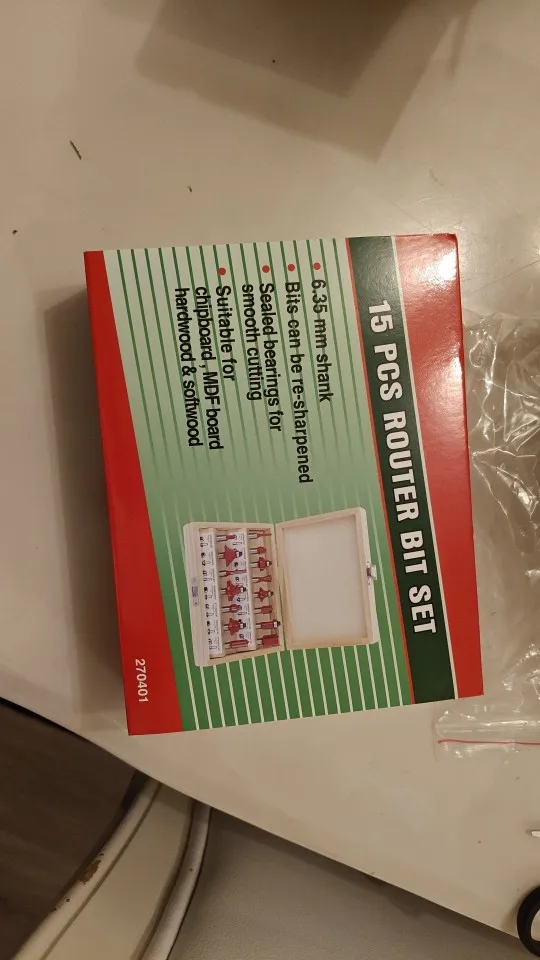 15 PCS ROUTER BIT SET
• 6.35 mm shank
• Bits can be re-sharpened
• Sealed bearings for
smooth cutting
• Suitable for
chipboard , MDF board
hardwood & softwood
270401